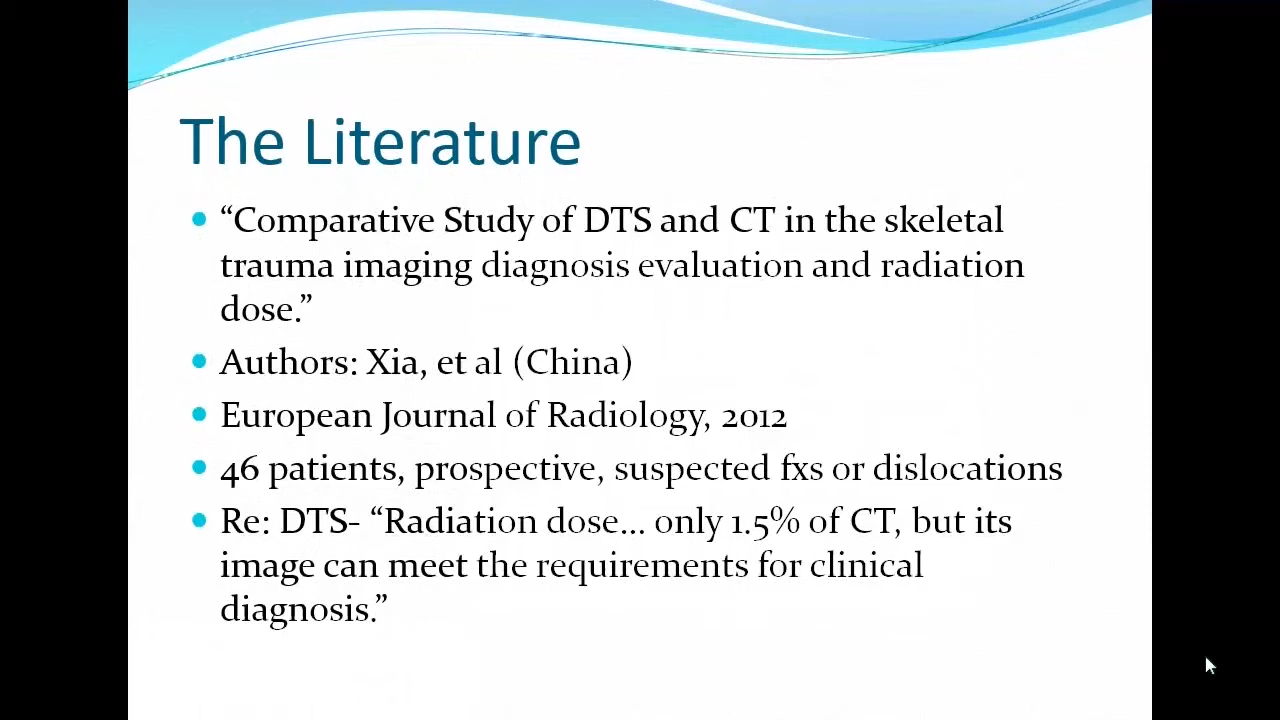 The Literature
“Comparative Study of DTS and CT in the skeletal
trauma imaging diagnosis evaluation and radiation
dose.”
Authors: Xia, et al (China)
European Journal of Radiology, 2012
46 patients, prospective, suspected fxs or dislocations
Re: DTS- “Radiation dose... only 1.5% of CT, but its
image can meet the requirements for clinical
diagnosis.”